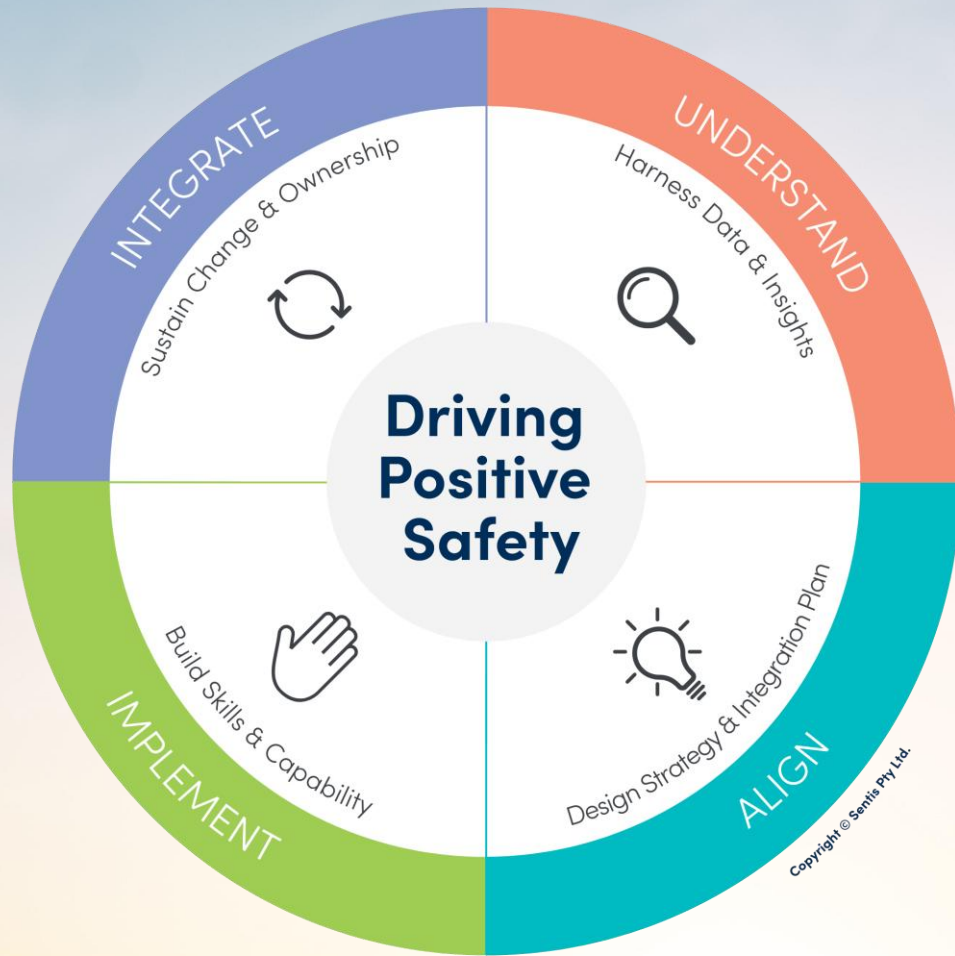 INTEGRATE
Sustain Change & Ownership
UNDERSTAND
Harness Data & Insights
Driving
Positive
Safety
IMPLEMENT
Build Skills & Capability
ALIGN
Design Strategy & Integration Plan
Copyright © Sentis Pty Ltd.